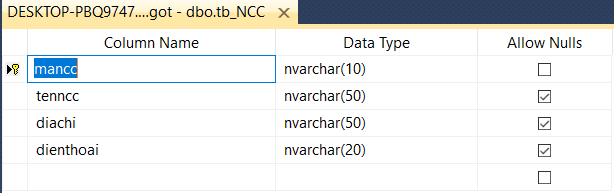 DESKTOP-PBQ9747....got - dbo.tb_NCC
Column Name Data Type Allow Nulls
mancc nvarchar(10)
tenncc nvarchar(50)
diachi nvarchar(50)
dienthoai nvarchar(20)